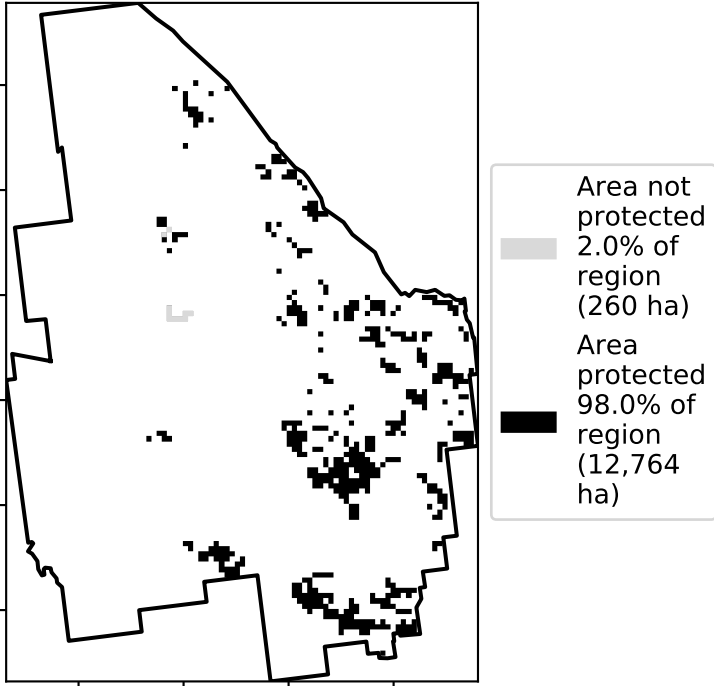 Area not
protected
2.0% of
region
(260 ha)
Area
protected
98.0% of
region
(12,764
ha)